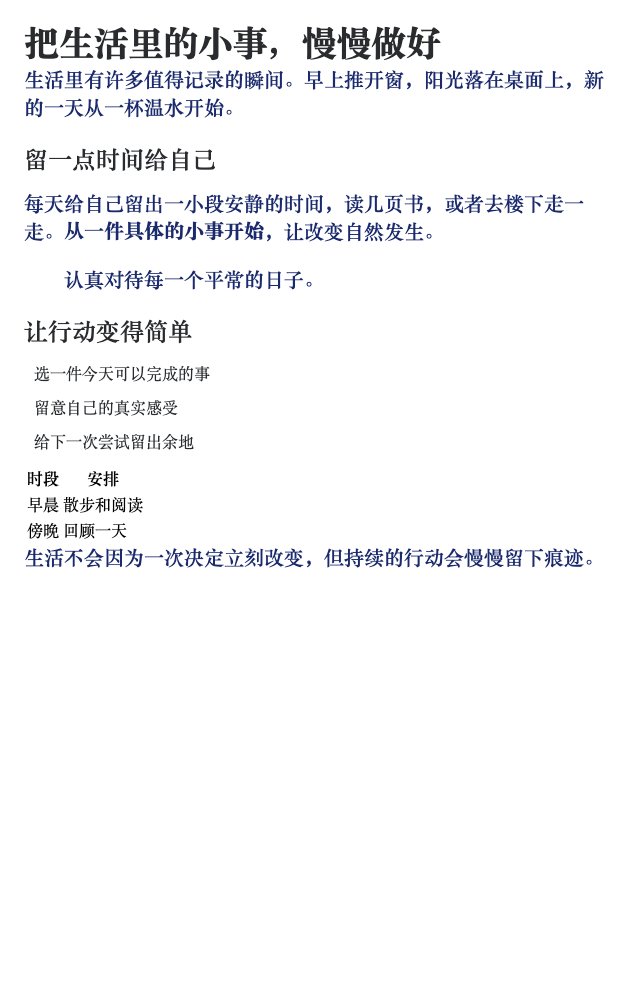 把生活里的小事，慢慢做好
生活里有许多值得记录的瞬间。早上推开窗，阳光落在桌面上，新
的一天从一杯温水开始。
留一点时间给自己
每天给自己留出一小段安静的时间，读几页书，或者去楼下走一
走。从一件具体的小事开始，让改变自然发生。
认真对待每一个平常的日子。
让行动变得简单
选一件今天可以完成的事
留意自己的真实感受
给下一次尝试留出余地
时段 安排
早晨 散步和阅读
傍晚 回顾一天
生活不会因为一次决定立刻改变，但持续的行动会慢慢留下痕迹。